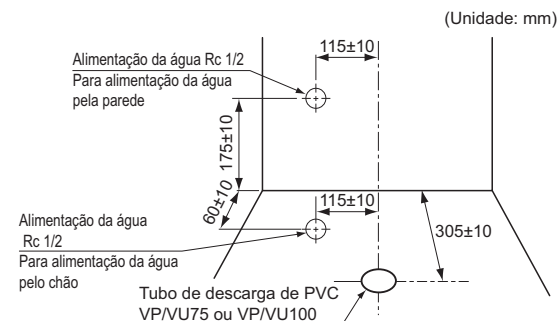 (Unidade: mm)
115±10
Alimentação da água Rc 1/2
Para alimentação da água
pela parede
175±10
60±10
115±10
305±10
Alimentação da água
Rc 1/2
Para alimentação da água
pelo chão
Tubo de descarga de PVC
VP/VU75 ou VP/VU100